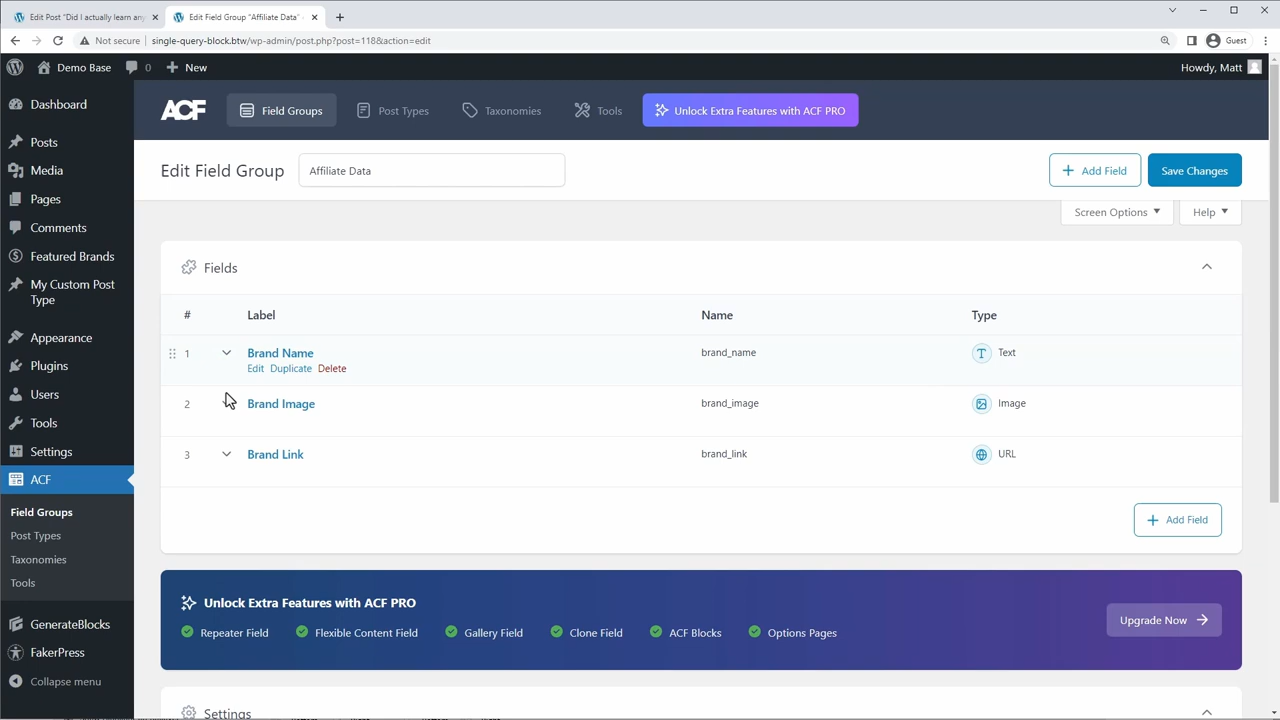 Edit Post "Did I actually learn any
Edit Field Group "Affiliate Data"
Not secure
single-query-block.btw/wp-admin/post.php?post=118&action=edit
Guest
Demo Base
0
New
Howdy, Matt
Dashboard
Posts
Media
Pages
Comments
Featured Brands
My Custom Post
Type
Appearance
Plugins
Users
Tools
Settings
ACF
Field Groups
Post Types
Taxonomies
Tools
GenerateBlocks
FakerPress
Collapse menu
ACF
Field Groups
Post Types
Taxonomies
Tools
Unlock Extra Features with ACF PRO
Edit Field Group
Affiliate Data
Add Field
Save Changes
Screen Options
Help
Fields
# Label Name Type
1 Brand Name brand_name Text
Edit Duplicate Delete
2 Brand Image brand_image Image
3 Brand Link brand_link URL
Add Field
Unlock Extra Features with ACF PRO
Repeater Field Flexible Content Field Gallery Field Clone Field ACF Blocks Options Pages
Upgrade Now
Settings